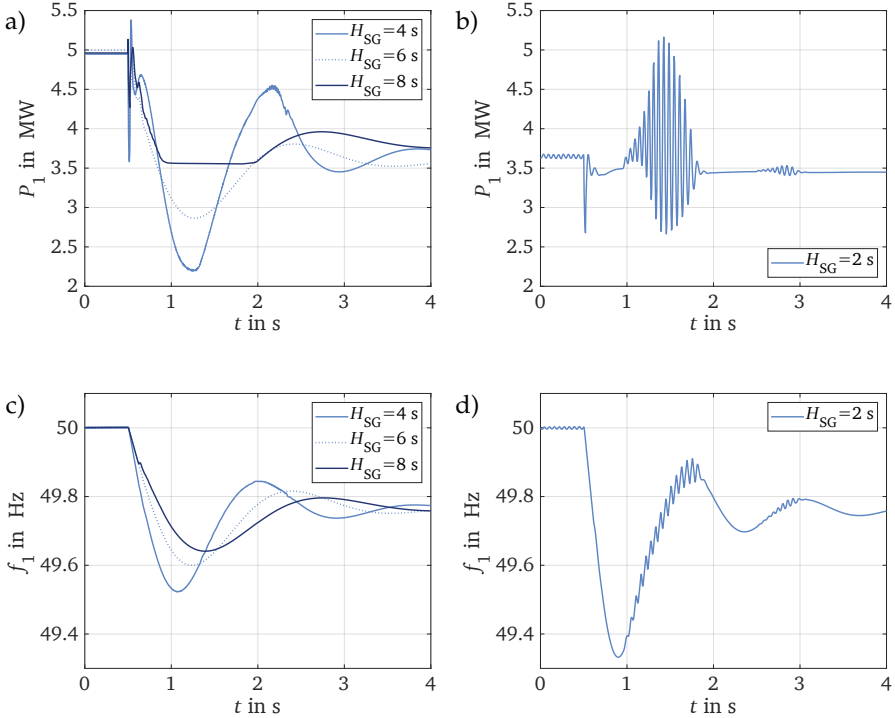 a)
5.5
5
4.5
4
3.5
3
2.5
2
P1 in MW
H_SG=4 s
H_SG=6 s
H_SG=8 s
0 1 2 3 4
t in s
b)
5.5
5
4.5
4
3.5
3
2.5
2
P1 in MW
H_SG=2 s
0 1 2 3 4
t in s
c)
50
49.8
49.6
49.4
f1 in Hz
H_SG=4 s
H_SG=6 s
H_SG=8 s
0 1 2 3 4
t in s
d)
50
49.8
49.6
49.4
f1 in Hz
H_SG=2 s
0 1 2 3 4
t in s